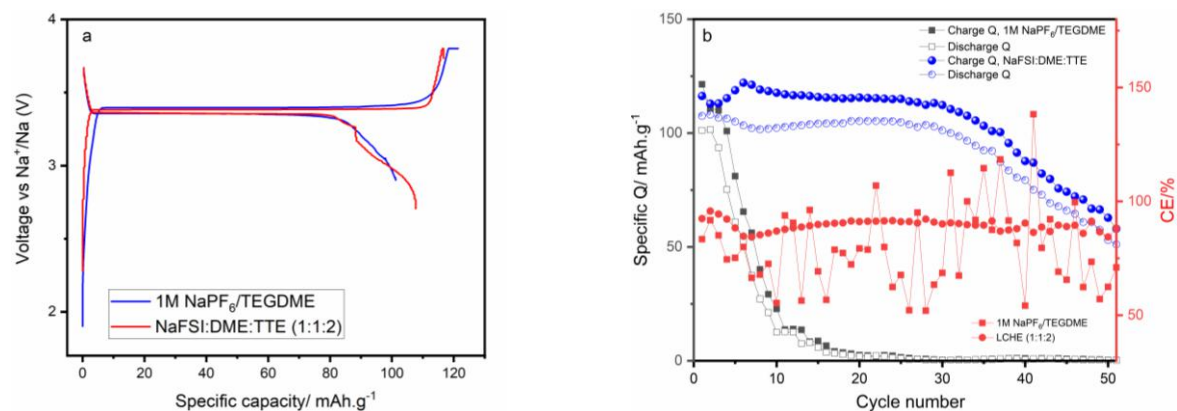 a
Voltage vs Na⁺/Na (V)
4
3
2
1M NaPF₆/TEGDME
NaFSI:DME:TTE (1:1:2)
0 20 40 60 80 100 120
Specific capacity/ mAh.g⁻¹
b
Specific Q/ mAh.g⁻¹
150
100
50
0
Charge Q, 1M NaPF₆/TEGDME
Discharge Q
Charge Q, NaFSI:DME:TTE
Discharge Q
1M NaPF₆/TEGDME
LCHE (1:1:2)
150
100
50
CE/%
0 10 20 30 40 50
Cycle number